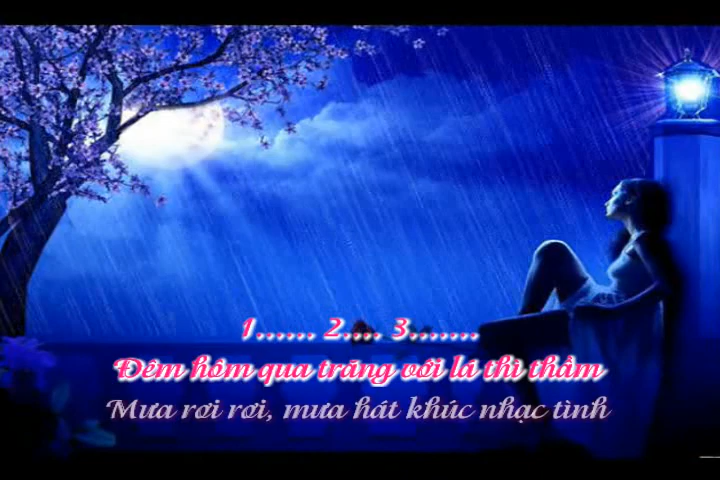 1...... 2.... 3.......
Đêm hôm qua trăng với lá thì thầm
Mưa rơi rơi, mưa hát khúc nhạc tình